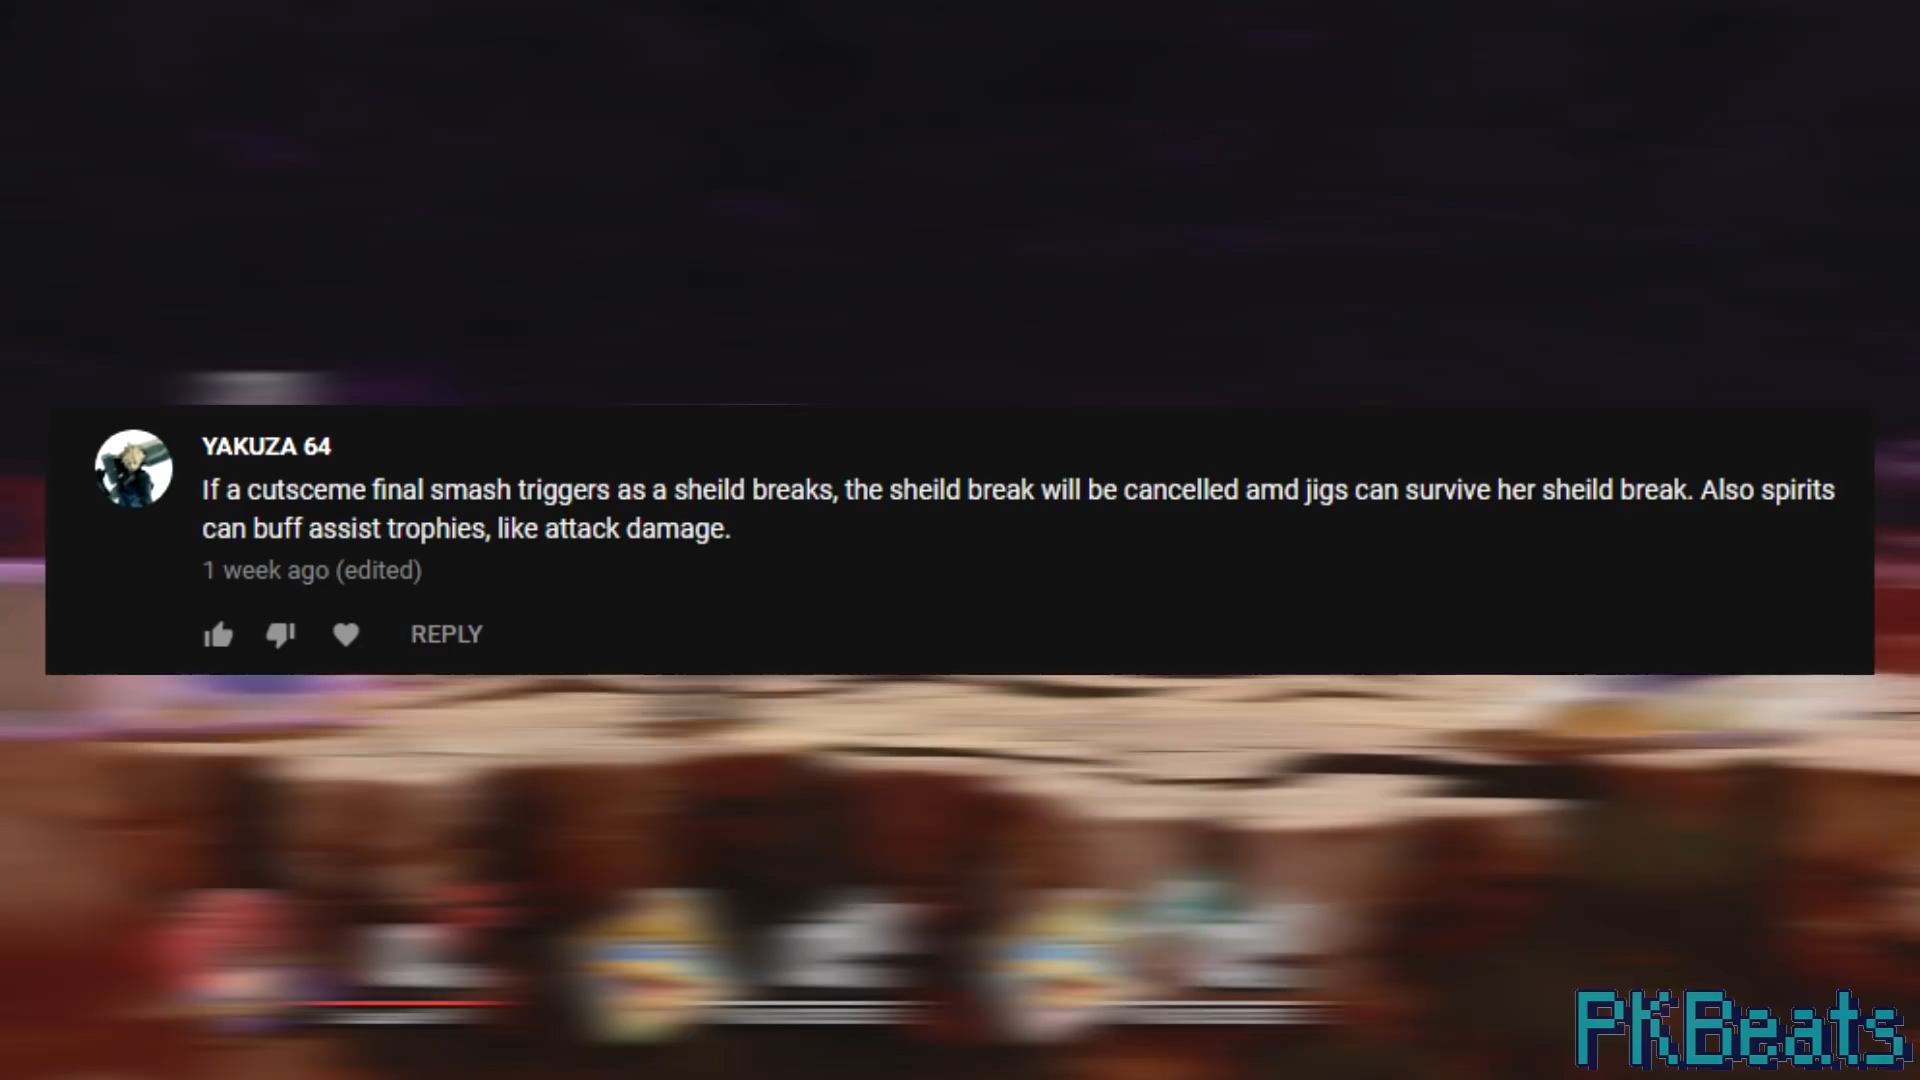 YAKUZA 64
If a cutsceme final smash triggers as a sheild breaks, the sheild break will be cancelled amd jigs can survive her sheild break. Also spirits
can buff assist trophies, like attack damage.
1 week ago (edited)
REPLY
PKBeats